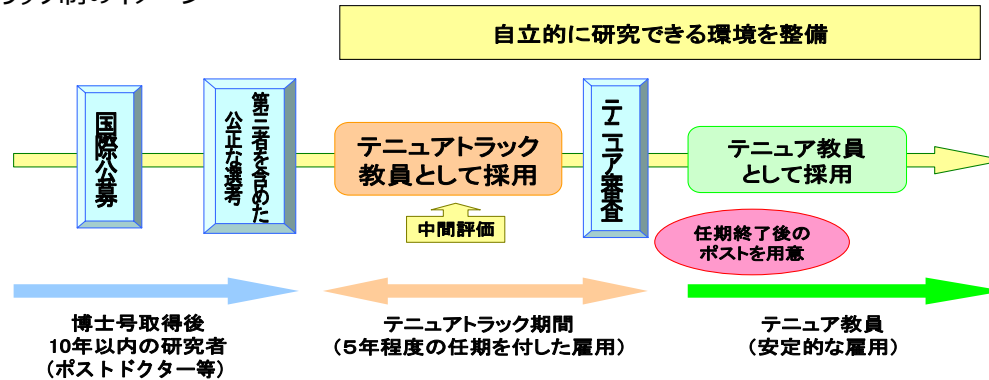 自立的に研究できる環境を整備
国際公募
第三者を含めた
公正な選考
テニュアトラック
教員として採用
中間評価
テニュア審査
テニュア教員
として採用
任期終了後の
ポストを用意
博士号取得後
10年以内の研究者
（ポストドクター等）
テニュアトラック期間
（５年程度の任期を付した雇用）
テニュア教員
（安定的な雇用）